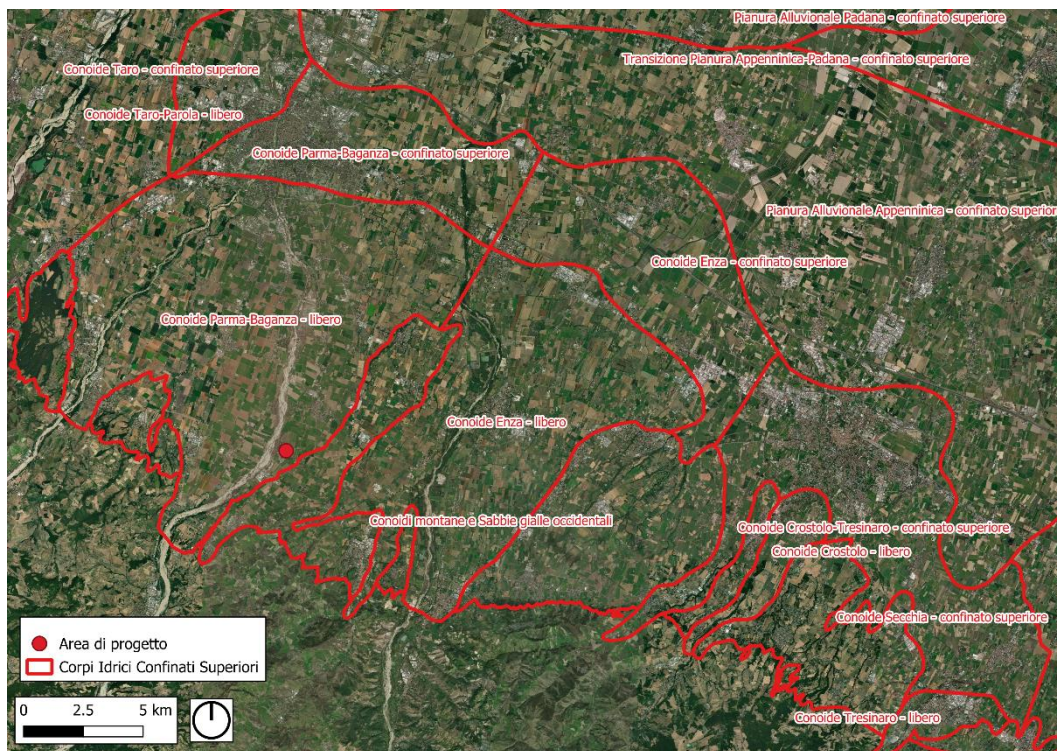 Pianura Alluvionale Padana - confinato superiore
Transizione Pianura Appenninica-Padana - confinato superiore
Conoide Taro - confinato superiore
Conoide Taro-Parola - libero
Conoide Parma-Baganza - confinato superiore
Pianura Alluvionale Appenninica - confinato superior
Conoide Enza - confinato superiore
Conoide Parma-Baganza - libero
Conoide Enza - libero
Conoidi montane e Sabbie gialle occidentali
Conoide Crostolo-Tresinaro - confinato superiore
Conoide Crostolo - libero
Conoide Secchia - confinato superiore
Conoide Tresinaro - libero
Area di progetto
Corpi Idrici Confinati Superiori
0 2.5 5 km